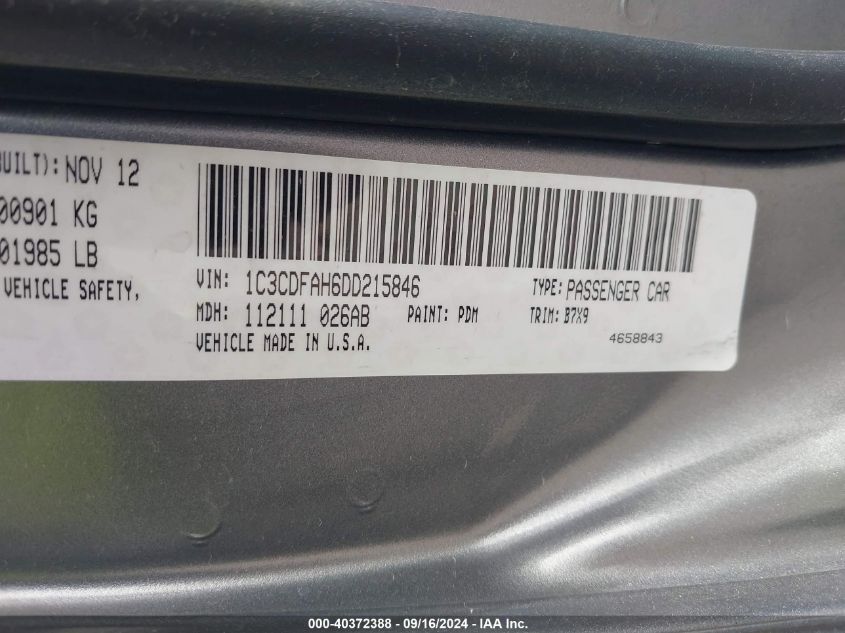 BUILT): NOV 12
00901 KG
01985 LB
VEHICLE SAFETY,
VIN: 1C3CDFAH6DD215846 TYPE: PASSENGER CAR
MDH: 112111 026AB PAINT: PDM TRIM: B7X9
VEHICLE MADE IN U.S.A. 4658843
000-40372388 - 09/16/2024 - IAA Inc.